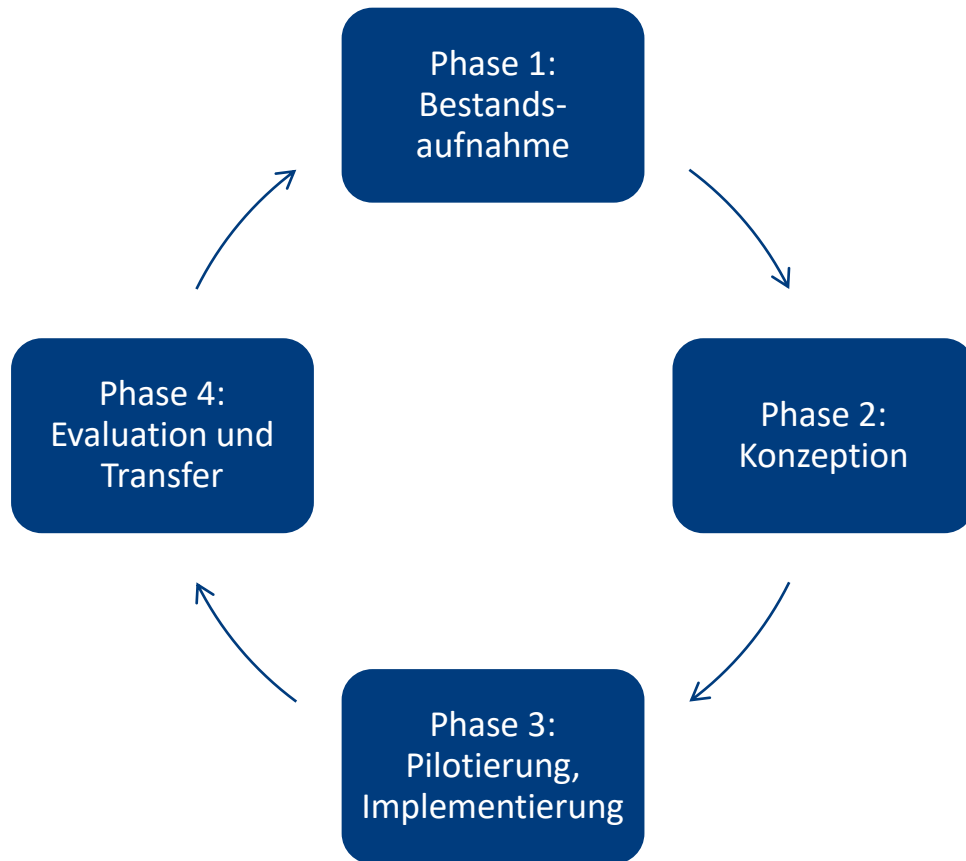 Phase 1:
Bestands-
aufnahme
Phase 2:
Konzeption
Phase 3:
Pilotierung,
Implementierung
Phase 4:
Evaluation und
Transfer